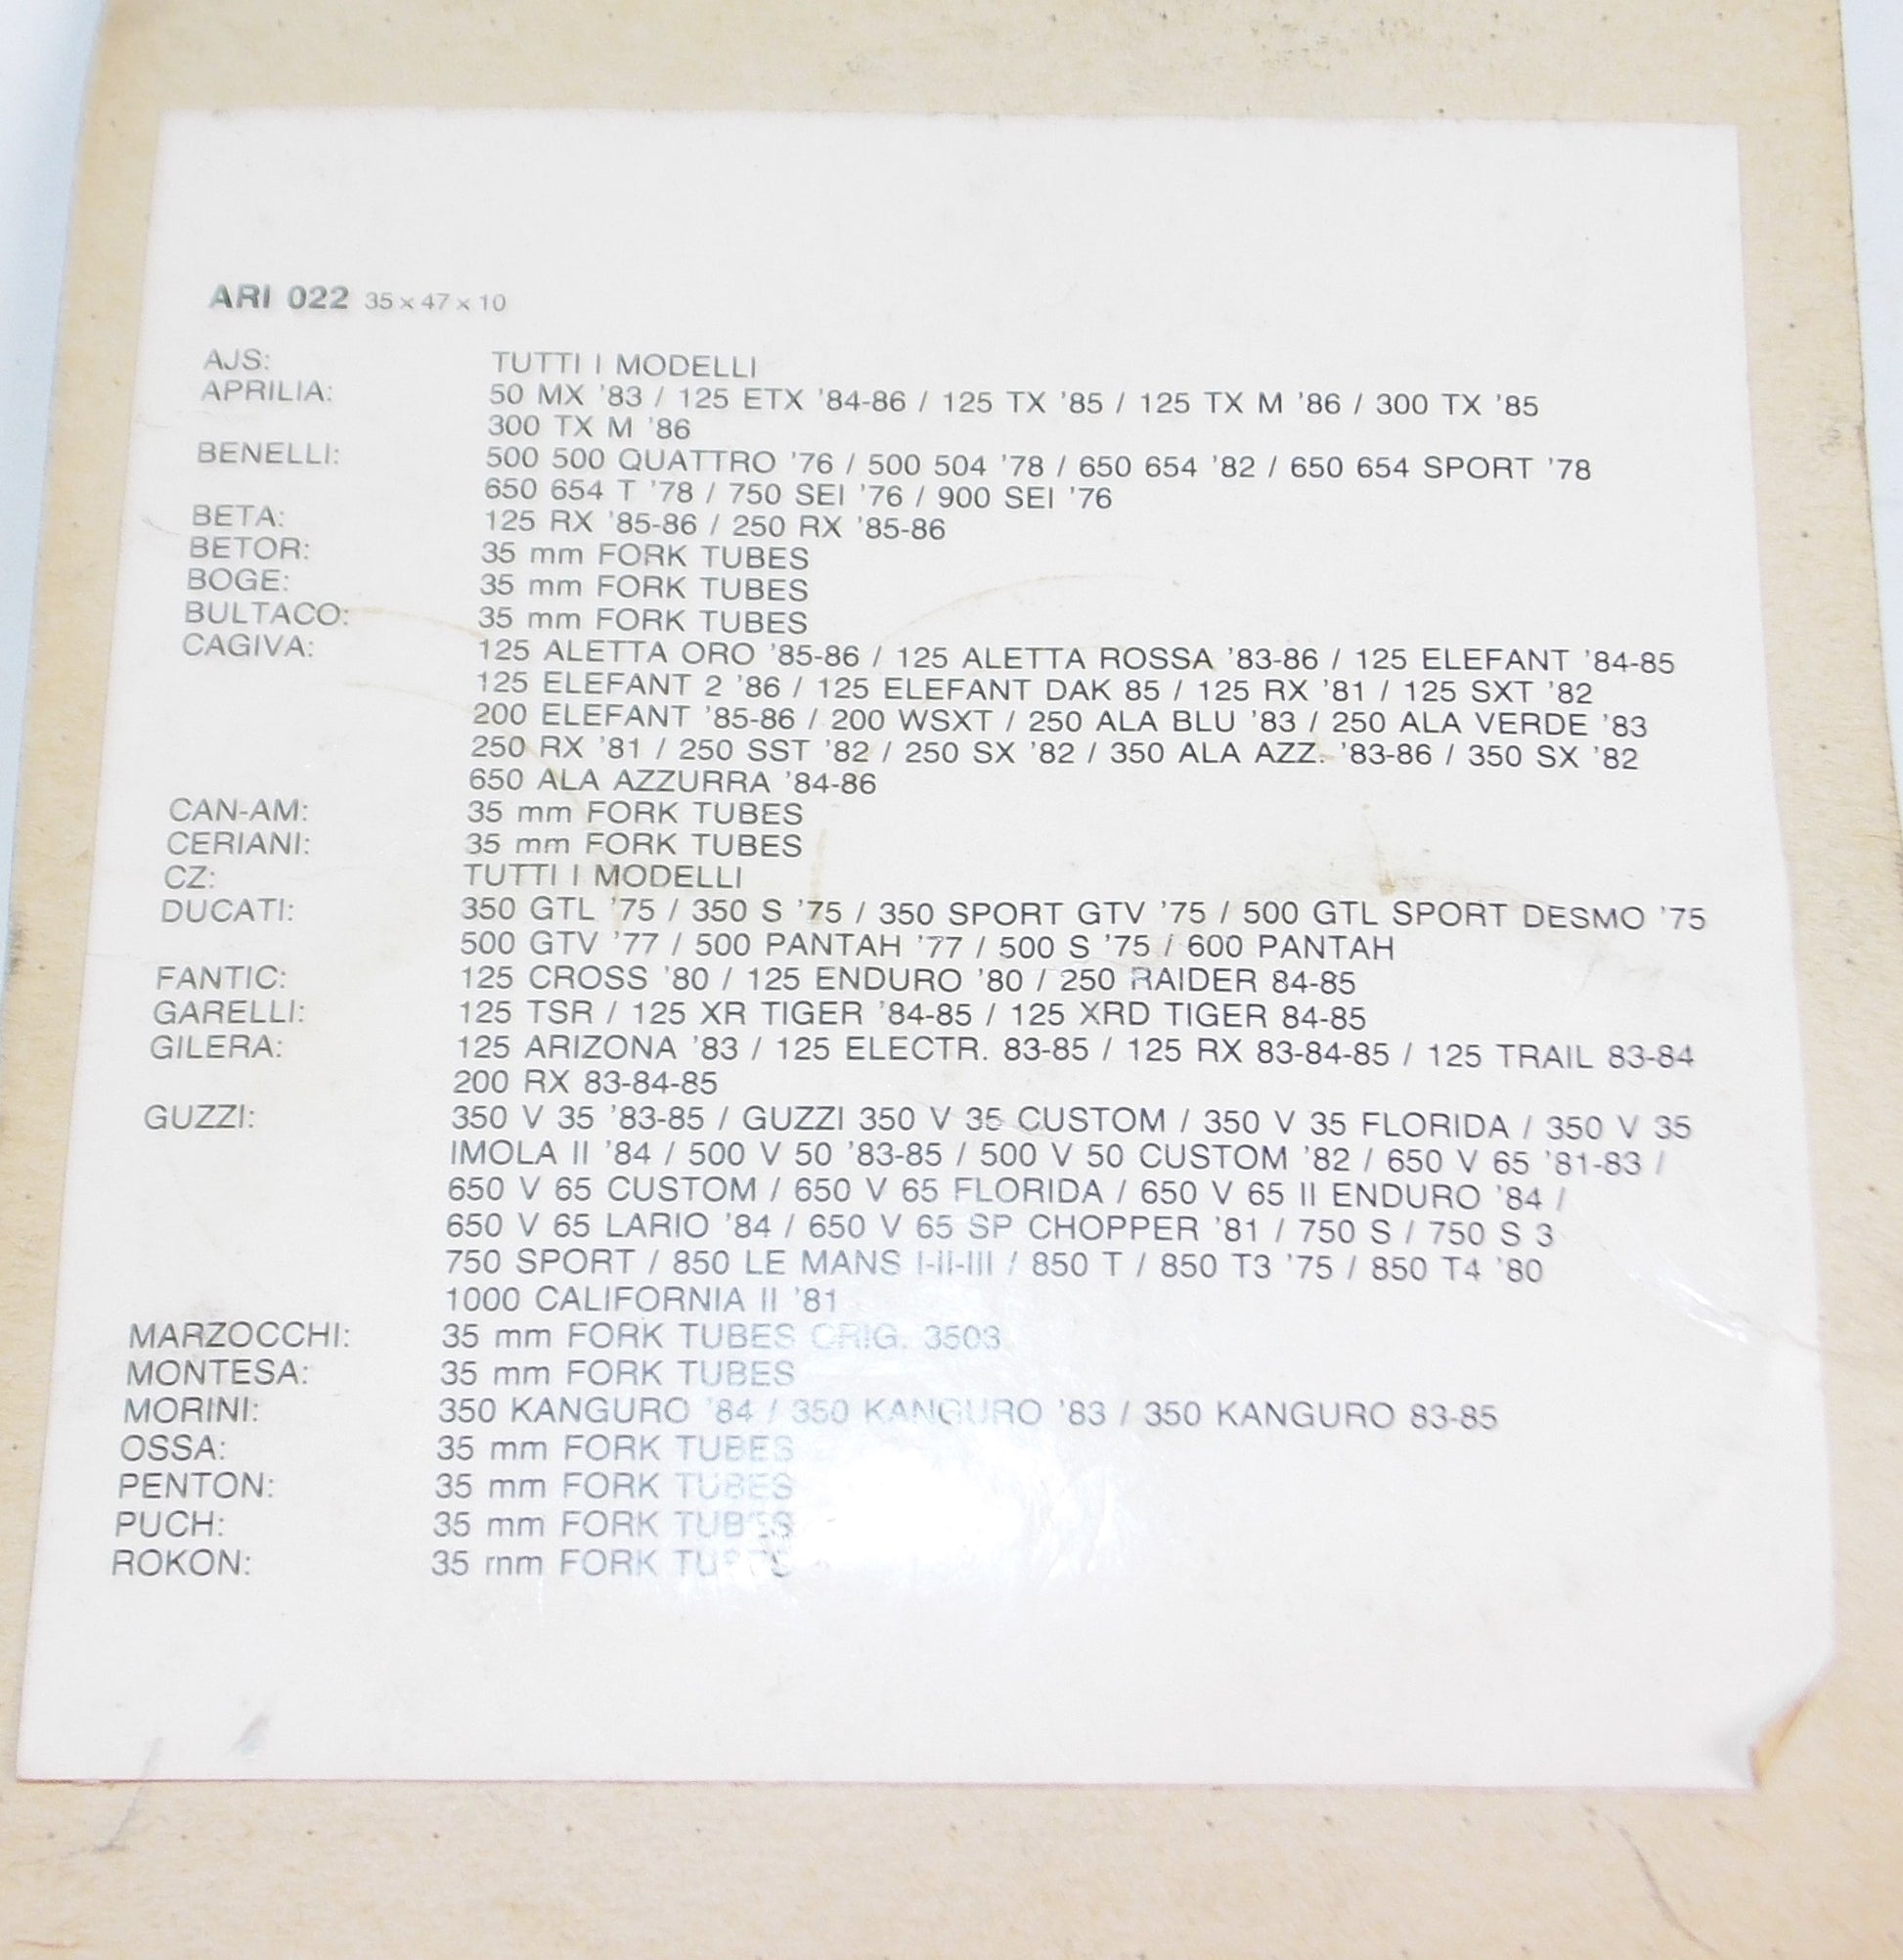 ARI 022 35×47×10
AJS: TUTTI I MODELLI
APRILIA: 50 MX '83 / 125 ETX '84-86 / 125 TX '85 / 125 TX M '86 / 300 TX '85
300 TX M '86
BENELLI: 500 500 QUATTRO '76 / 500 504 '78 / 650 654 '82 / 650 654 SPORT '78
650 654 T '78 / 750 SEI '76 / 900 SEI '76
BETA: 125 RX '85-86 / 250 RX '85-86
BETOR: 35 mm FORK TUBES
BOGE: 35 mm FORK TUBES
BULTACO: 35 mm FORK TUBES
CAGIVA: 125 ALETTA ORO '85-86 / 125 ALETTA ROSSA '83-86 / 125 ELEFANT '84-85
125 ELEFANT 2 '86 / 125 ELEFANT DAK 85 / 125 RX '81 / 125 SXT '82
200 ELEFANT '85-86 / 200 WSXT / 250 ALA BLU '83 / 250 ALA VERDE '83
250 RX '81 / 250 SST '82 / 250 SX '82 / 350 ALA AZZ. '83-86 / 350 SX '82
650 ALA AZZURRA '84-86
CAN-AM: 35 mm FORK TUBES
CERIANI: 35 mm FORK TUBES
CZ: TUTTI I MODELLI
DUCATI: 350 GTL '75 / 350 S '75 / 350 SPORT GTV '75 / 500 GTL SPORT DESMO '75
500 GTV '77 / 500 PANTAH '77 / 500 S '75 / 600 PANTAH
FANTIC: 125 CROSS '80 / 125 ENDURO '80 / 250 RAIDER 84-85
GARELLI: 125 TSR / 125 XR TIGER '84-85 / 125 XRD TIGER 84-85
GILERA: 125 ARIZONA '83 / 125 ELECTR. 83-85 / 125 RX 83-84-85 / 125 TRAIL 83-84
200 RX 83-84-85
GUZZI: 350 V 35 '83-85 / GUZZI 350 V 35 CUSTOM / 350 V 35 FLORIDA / 350 V 35
IMOLA II '84 / 500 V 50 '83-85 / 500 V 50 CUSTOM '82 / 650 V 65 '81-83 /
650 V 65 CUSTOM / 650 V 65 FLORIDA / 650 V 65 II ENDURO '84 /
650 V 65 LARIO '84 / 650 V 65 SP CHOPPER '81 / 750 S / 750 S 3
750 SPORT / 850 LE MANS I-II-III / 850 T / 850 T3 '75 / 850 T4 '80
1000 CALIFORNIA II '81
MARZOCCHI: 35 mm FORK TUBES ORIG. 3503
MONTESA: 35 mm FORK TUBES
MORINI: 350 KANGURO '84 / 350 KANGURO '83 / 350 KANGURO 83-85
OSSA: 35 mm FORK TUBES
PENTON: 35 mm FORK TUBES
PUCH: 35 mm FORK TUBES
ROKON: 35 mm FORK TUBES